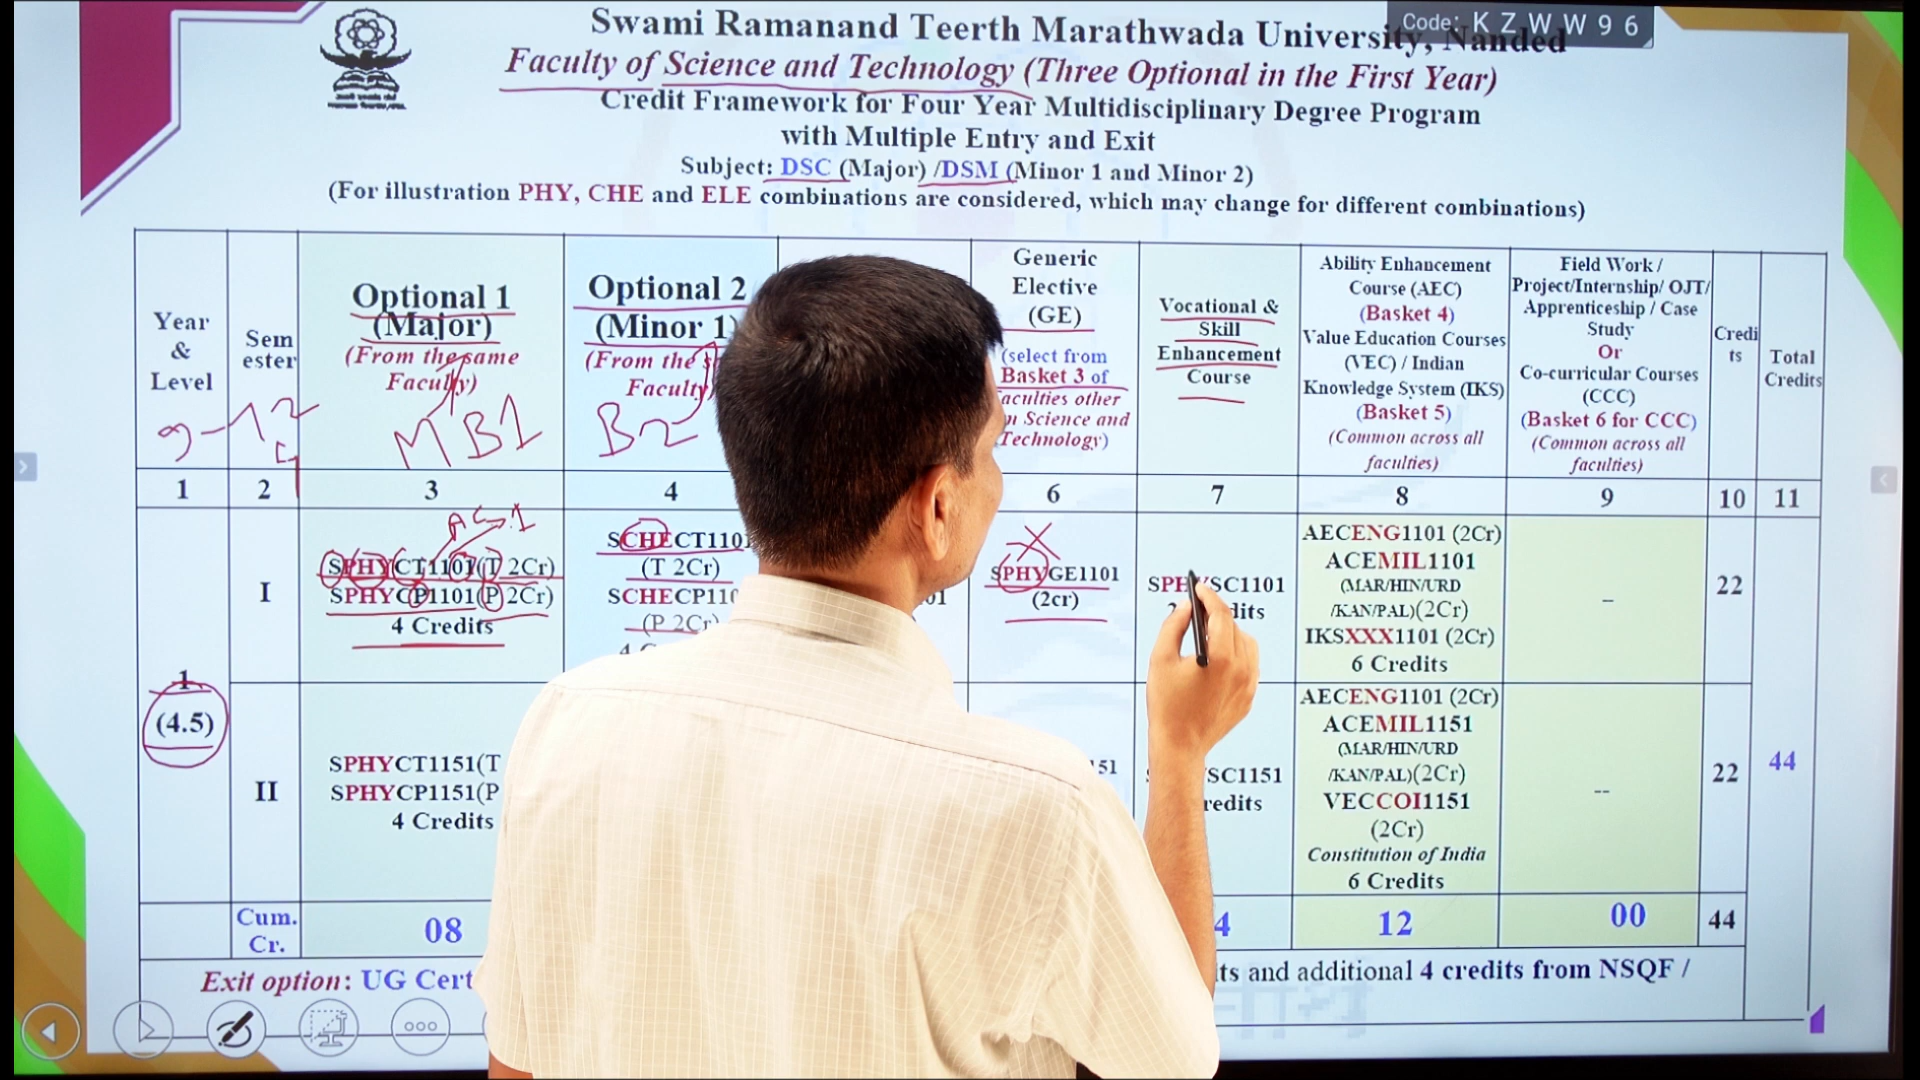 Swami Ramanand Teerth Marathwada University, Nanded
Code: K Z W W 9 6
Faculty of Science and Technology (Three Optional in the First Year)
Credit Framework for Four Year Multidisciplinary Degree Program
with Multiple Entry and Exit
Subject: DSC (Major) /DSM (Minor 1 and Minor 2)
(For illustration PHY, CHE and ELE combinations are considered, which may change for different combinations)
Year
&
Level
Sem
ester
Optional 1
(Major)
(From the same
Faculty)
M B1
Optional 2
(Minor 1)
(From the
Faculty)
B2
Generic
Elective
(GE)
(select from
Basket 3 of
Science and
Technology)
Vocational &
Skill
Enhancement
Course
Ability Enhancement
Course (AEC)
(Basket 4)
Value Education Courses
(VEC) / Indian
Knowledge System (IKS)
(Basket 5)
(Common across all
faculties)
Field Work /
Project/Internship/ OJT/
Apprenticeship / Case
Study
Or
Co-curricular Courses
(CCC)
(Basket 6 for CCC)
(Common across all
faculties)
Credi
ts
Total
Credits
1
2
3
4
6
7
8
9
10
11
1
(4.5)
I
SPHYCT1101(T 2Cr)
SPHYCP1101(P 2Cr)
4 Credits
SCHECT1101
(T 2Cr)
SCHECP110
(P 2Cr)
SPHYGE1101
(2cr)
AECENG1101 (2Cr)
ACEMIL1101
(MAR/HIN/URD
/KAN/PAL)(2Cr)
IKSXXX1101 (2Cr)
6 Credits
–
22
II
SPHYCT1151(T
SPHYCP1151(P
4 Credits
SC1151
AECENG1101 (2Cr)
ACEMIL1151
(MAR/HIN/URD
/KAN/PAL)(2Cr)
VECCOI1151
(2Cr)
Constitution of India
6 Credits
--
22
44
Cum.
Cr.
08
4
12
00
44
Exit option: UG Cert
and additional 4 credits from NSQF /